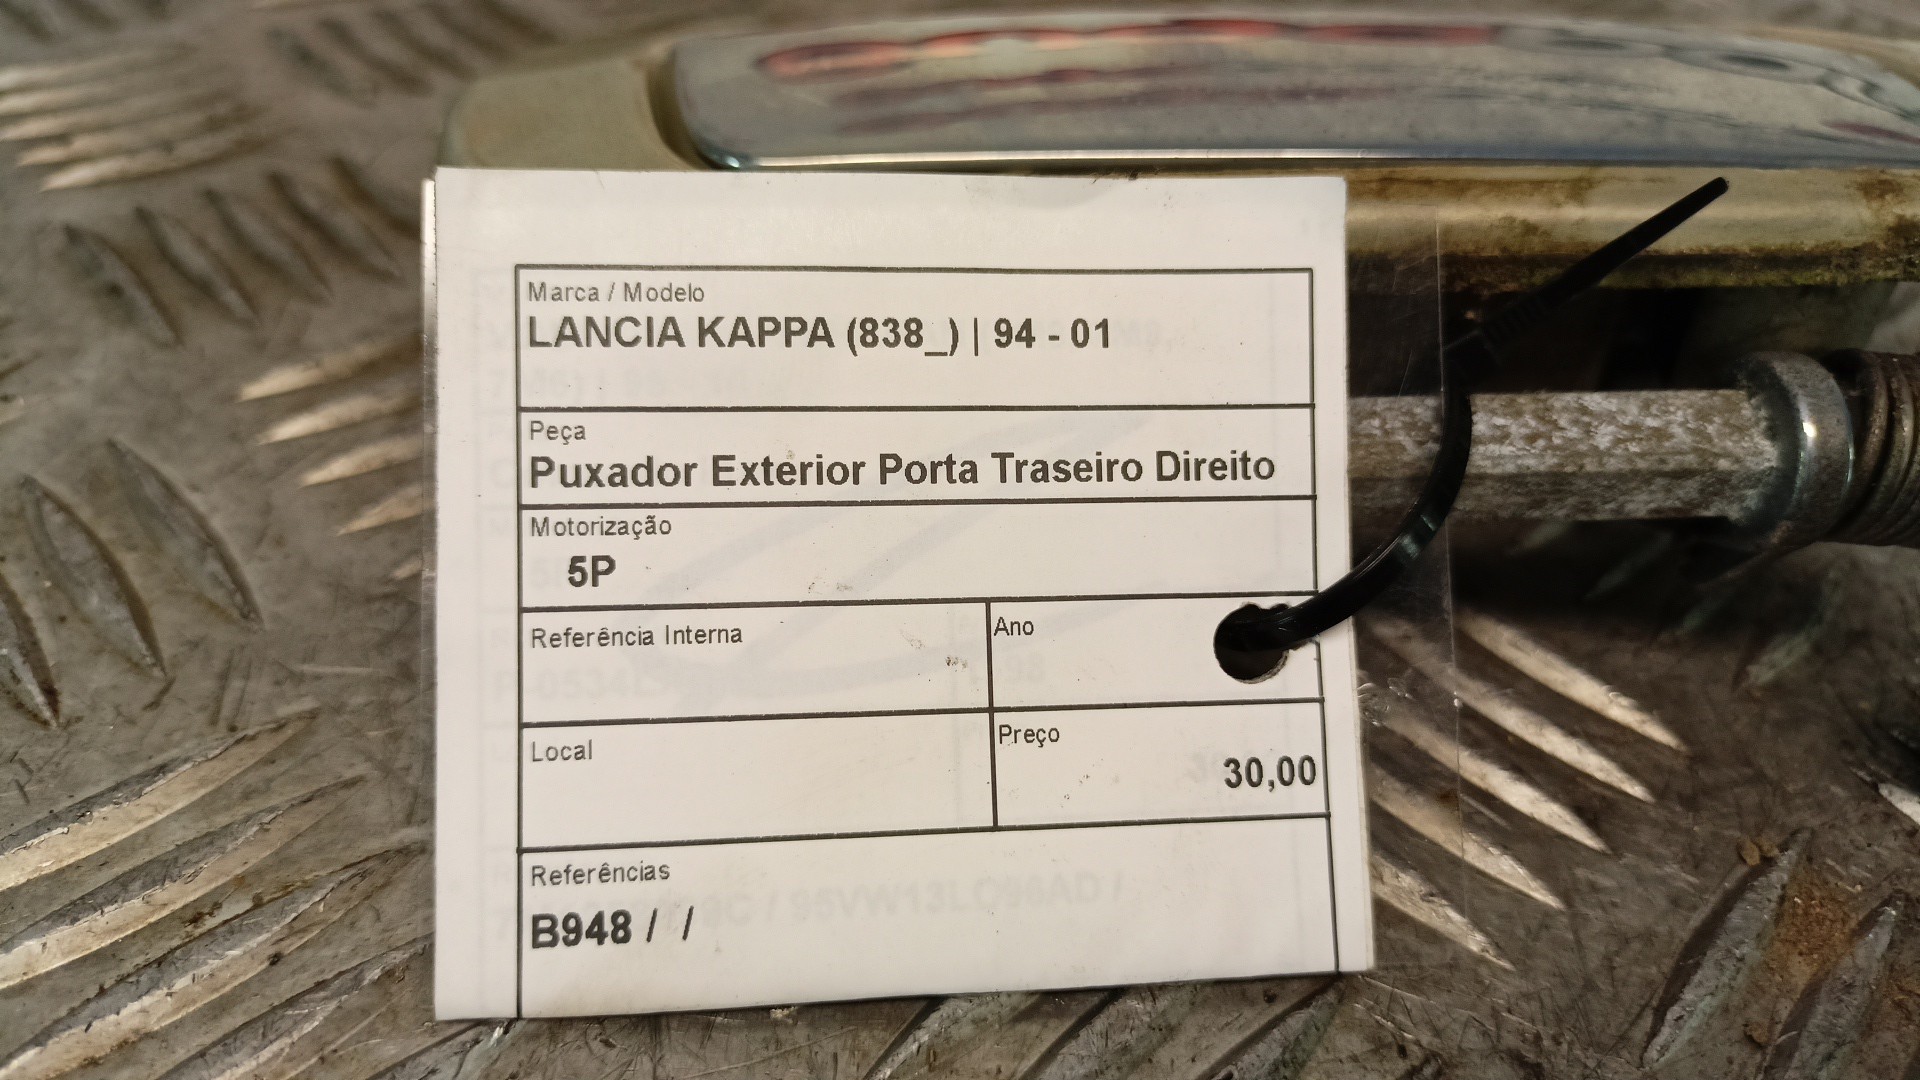 Marca / Modelo
LANCIA KAPPA (838_) | 94 - 01
Peça
Puxador Exterior Porta Traseiro Direito
Motorização
5P
Referência Interna
Ano
Local
Preço
30,00
Referências
B948 / /